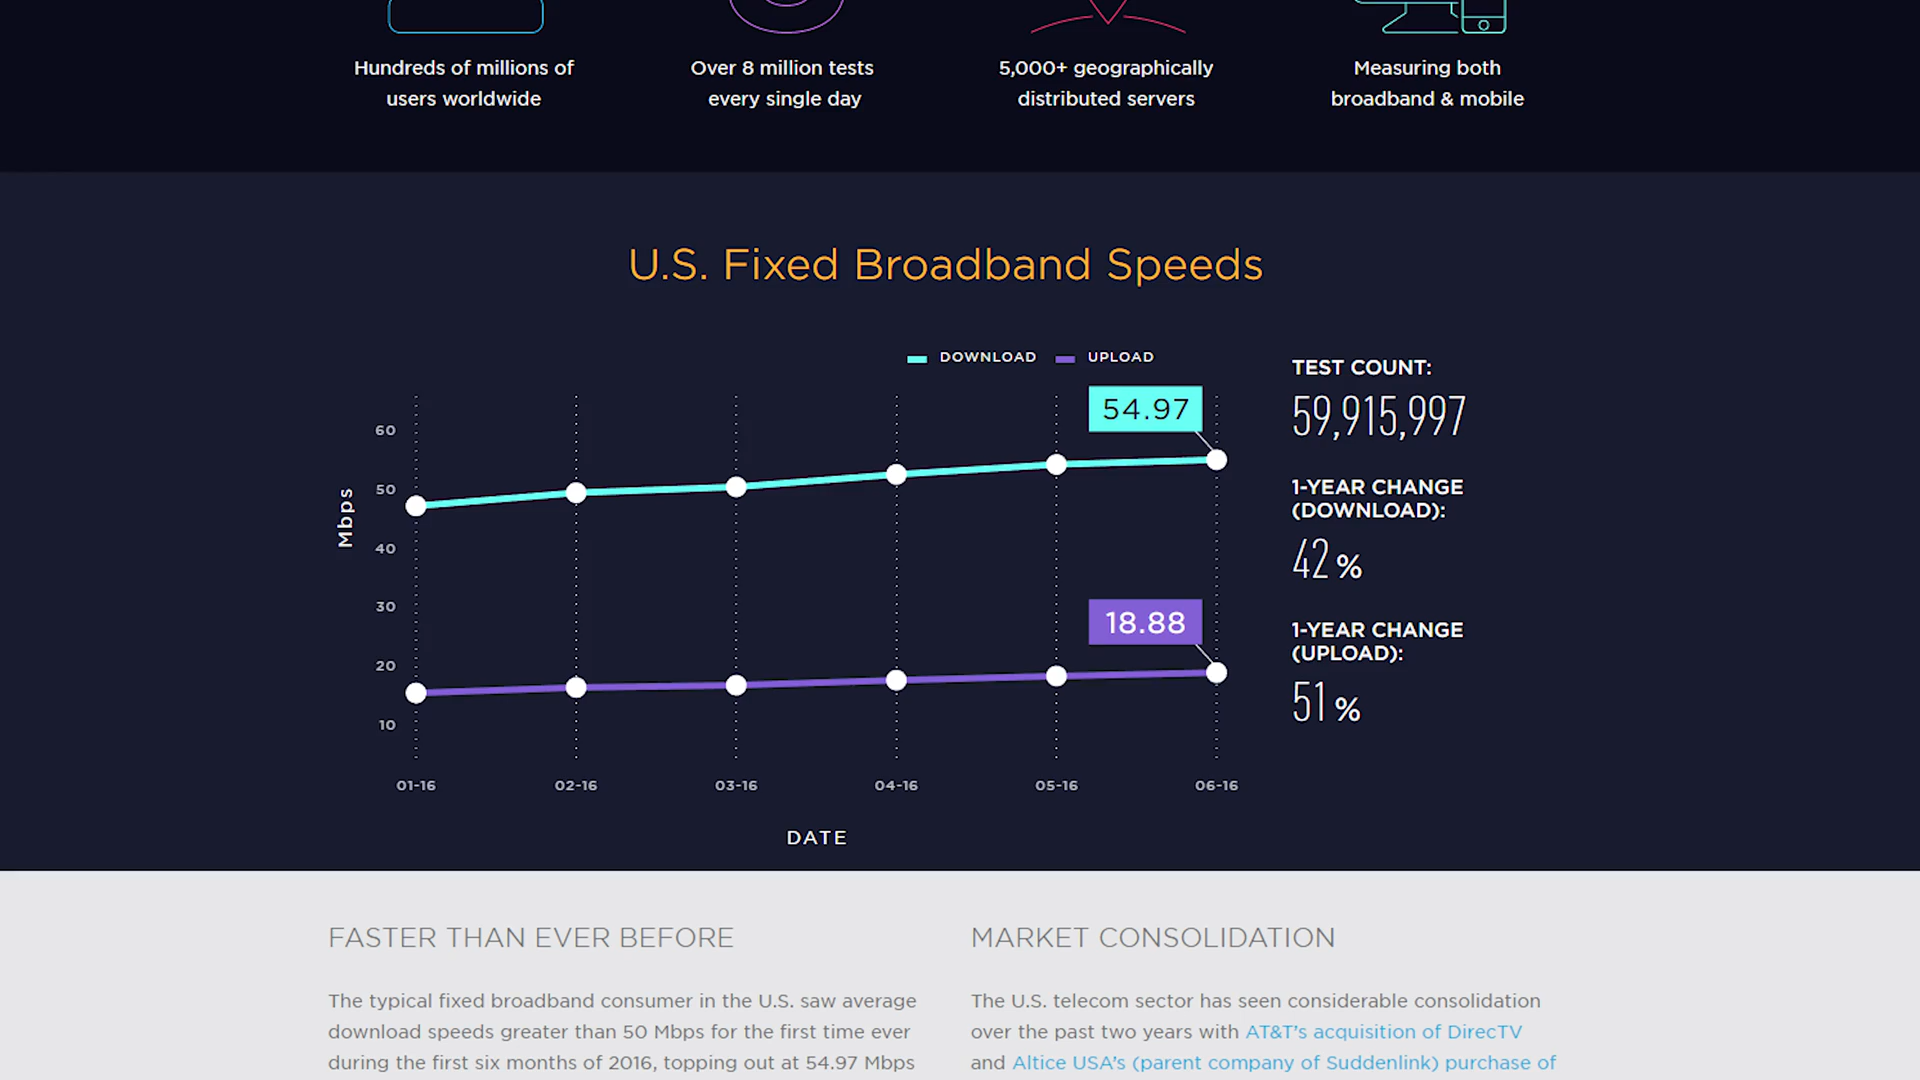 Hundreds of millions of
users worldwide
Over 8 million tests
every single day
5,000+ geographically
distributed servers
Measuring both
broadband & mobile
U.S. Fixed Broadband Speeds
DOWNLOAD
UPLOAD
54.97
18.88
Mbps
60
50
40
30
20
10
01-16
02-16
03-16
04-16
05-16
06-16
DATE
TEST COUNT:
59,915,997
1-YEAR CHANGE
(DOWNLOAD):
42 %
1-YEAR CHANGE
(UPLOAD):
51 %
FASTER THAN EVER BEFORE
The typical fixed broadband consumer in the U.S. saw average
download speeds greater than 50 Mbps for the first time ever
during the first six months of 2016, topping out at 54.97 Mbps
MARKET CONSOLIDATION
The U.S. telecom sector has seen considerable consolidation
over the past two years with AT&T's acquisition of DirecTV
and Altice USA's (parent company of Suddenlink) purchase of